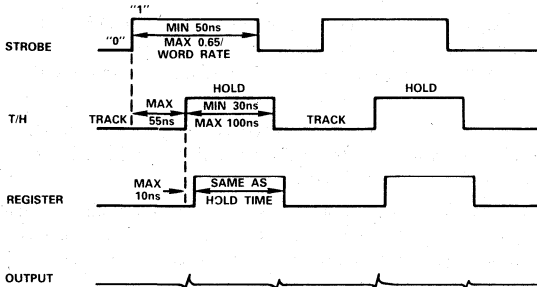 "1"
"0"
MIN 50ns
MAX 0.65/
WORD RATE
STROBE
HOLD
HOLD
MAX
55ns
MIN 30ns
MAX 100ns
T/H
TRACK
TRACK
MAX
10ns
SAME AS
HOLD TIME
REGISTER
OUTPUT